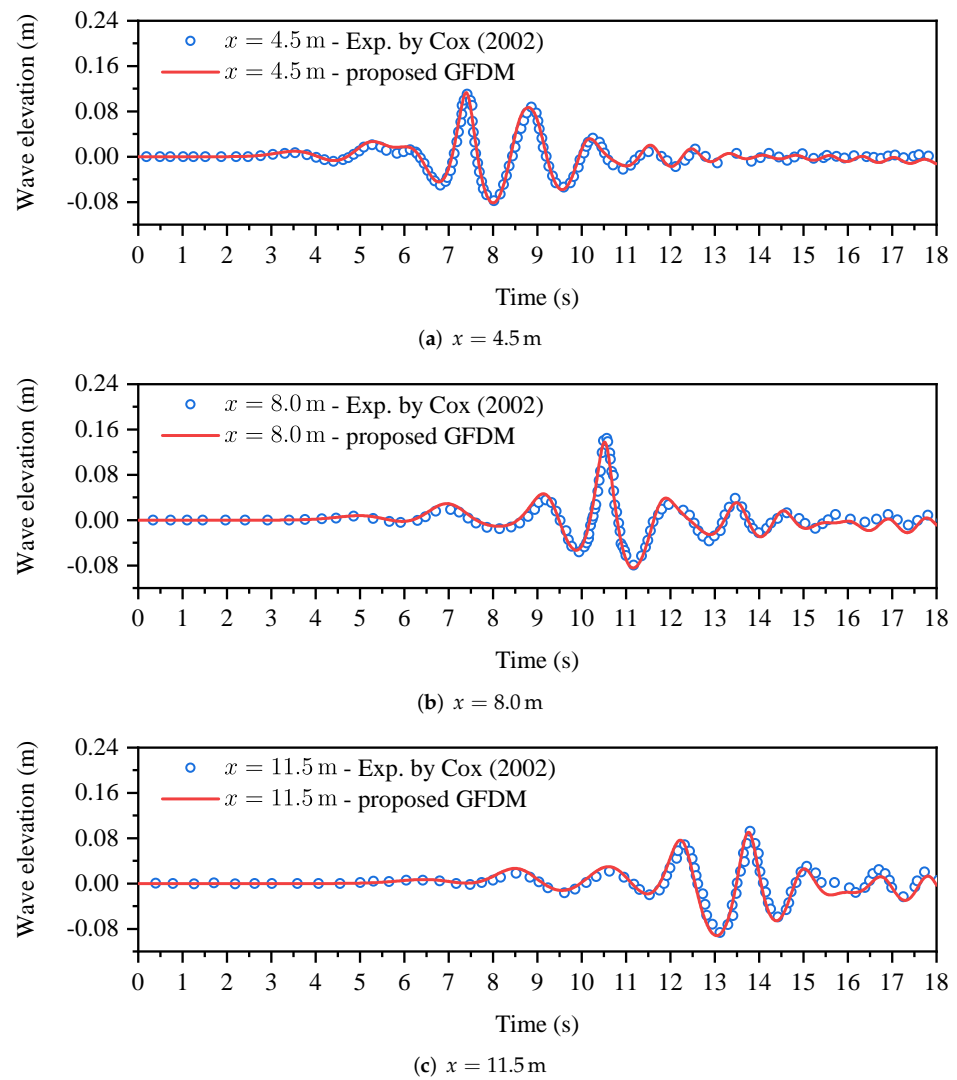 Wave elevation (m)
0.24
0.16
0.08
0.00
-0.08
x = 4.5 m - Exp. by Cox (2002)
x = 4.5 m - proposed GFDM
0 1 2 3 4 5 6 7 8 9 10 11 12 13 14 15 16 17 18
Time (s)
(a) x = 4.5 m
Wave elevation (m)
0.24
0.16
0.08
0.00
-0.08
x = 8.0 m - Exp. by Cox (2002)
x = 8.0 m - proposed GFDM
0 1 2 3 4 5 6 7 8 9 10 11 12 13 14 15 16 17 18
Time (s)
(b) x = 8.0 m
Wave elevation (m)
0.24
0.16
0.08
0.00
-0.08
x = 11.5 m - Exp. by Cox (2002)
x = 11.5 m - proposed GFDM
0 1 2 3 4 5 6 7 8 9 10 11 12 13 14 15 16 17 18
Time (s)
(c) x = 11.5 m